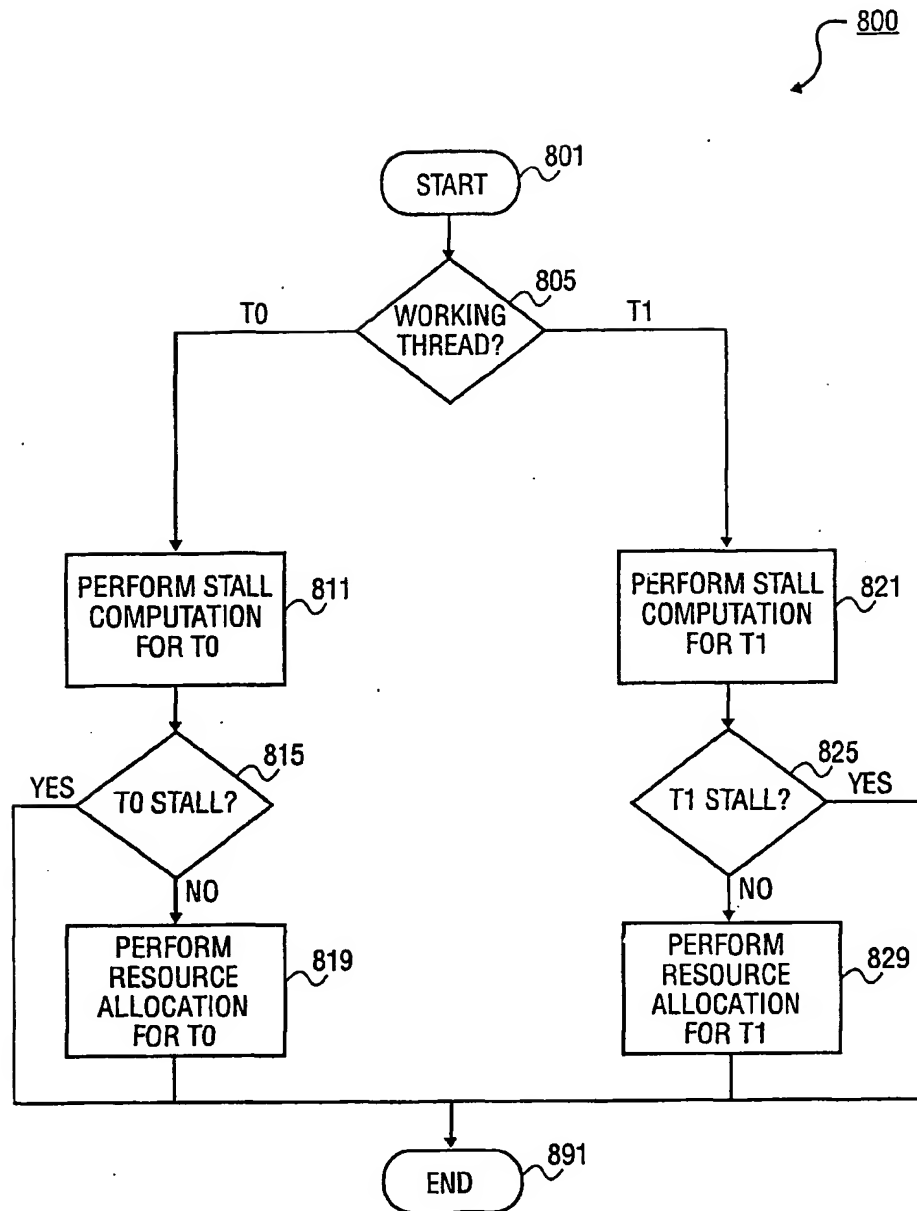 800
START
801
WORKING
THREAD?
805
T0
T1
PERFORM STALL
COMPUTATION
FOR T0
811
PERFORM STALL
COMPUTATION
FOR T1
821
T0 STALL?
815
YES
NO
T1 STALL?
825
YES
NO
PERFORM
RESOURCE
ALLOCATION
FOR T0
819
PERFORM
RESOURCE
ALLOCATION
FOR T1
829
END
891